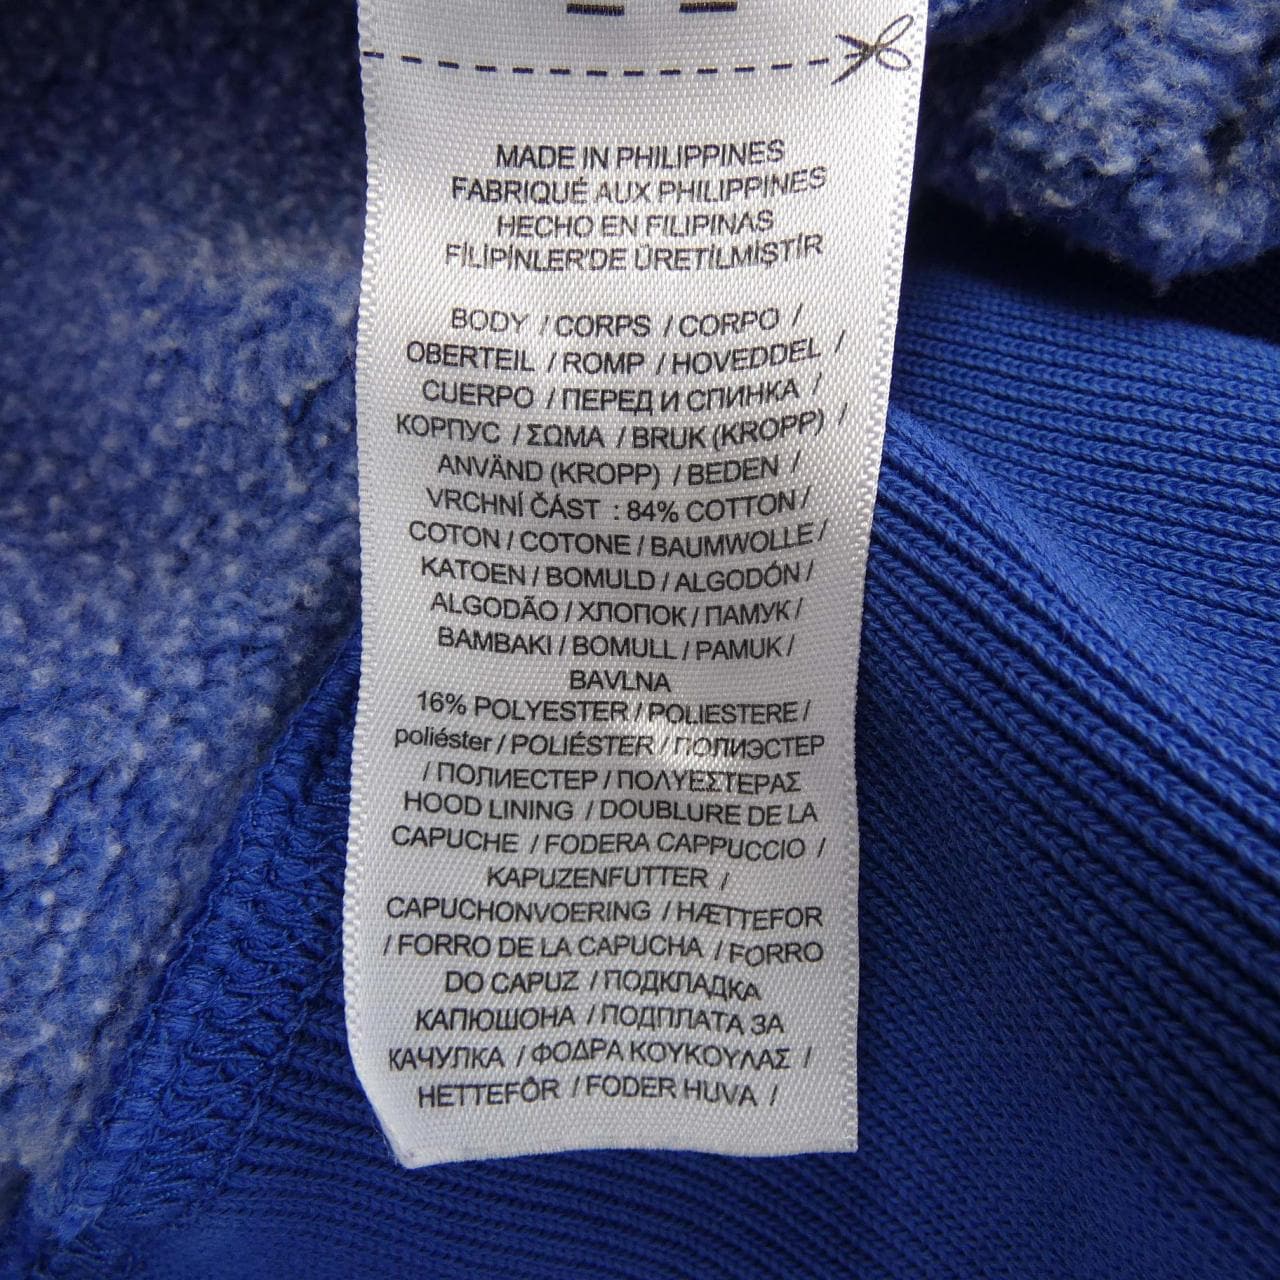 MADE IN PHILIPPINES
FABRIQUÉ AUX PHILIPPINES
HECHO EN FILIPINAS
FİLİPİNLER'DE ÜRETİLMİŞTİR
BODY / CORPS / CORPO /
OBERTEIL / ROMP / HOVEDDEL /
CUERPO / ПЕРЕД И СПИНКА /
КОРПУС / ΣΩΜΑ / BRUK (KROPP) /
ANVÄND (KROPP) / BEDEN /
VRCHNÍ ČÁST : 84% COTTON /
COTON / COTONE / BAUMWOLLE /
KATOEN / BOMULD / ALGODÓN /
ALGODÃO / ХЛОПОК / ПАМУК /
BAMBAKI / BOMULL / PAMUK /
BAVLNA
16% POLYESTER / POLIESTERE /
poliéster / POLIÉSTER / ПОЛИЭСТЕР
/ ПОЛИЕСТЕР / ΠΟΛΥΕΣΤΕΡΑΣ
HOOD LINING / DOUBLURE DE LA
CAPUCHE / FODERA CAPPUCCIO /
KAPUZENFUTTER /
CAPUCHONVOERING / HÆTTEFOR
/ FORRO DE LA CAPUCHA / FORRO
DO CAPUZ / ПОДКЛАДКА
КАПЮШОНА / ПОДПЛАТА ЗА
КАЧУЛКА / ΦΟΔΡΑ ΚΟΥΚΟΥΛΑΣ /
HETTEFÔR / FODER HUVA /